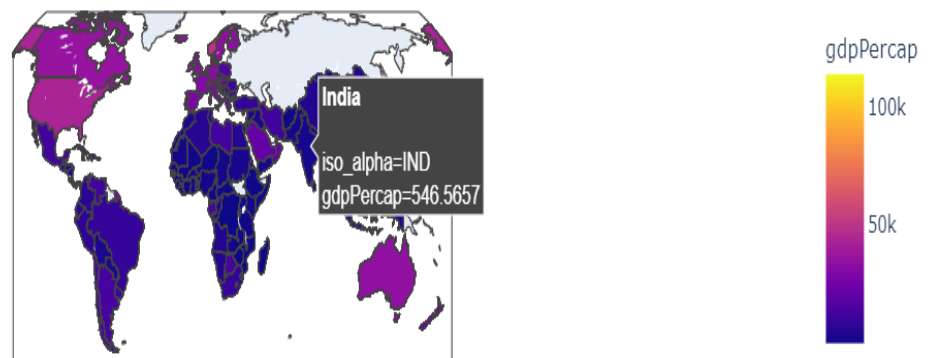 gdpPercap
India
100k
iso_alpha=IND
gdpPercap=546.5657
50k